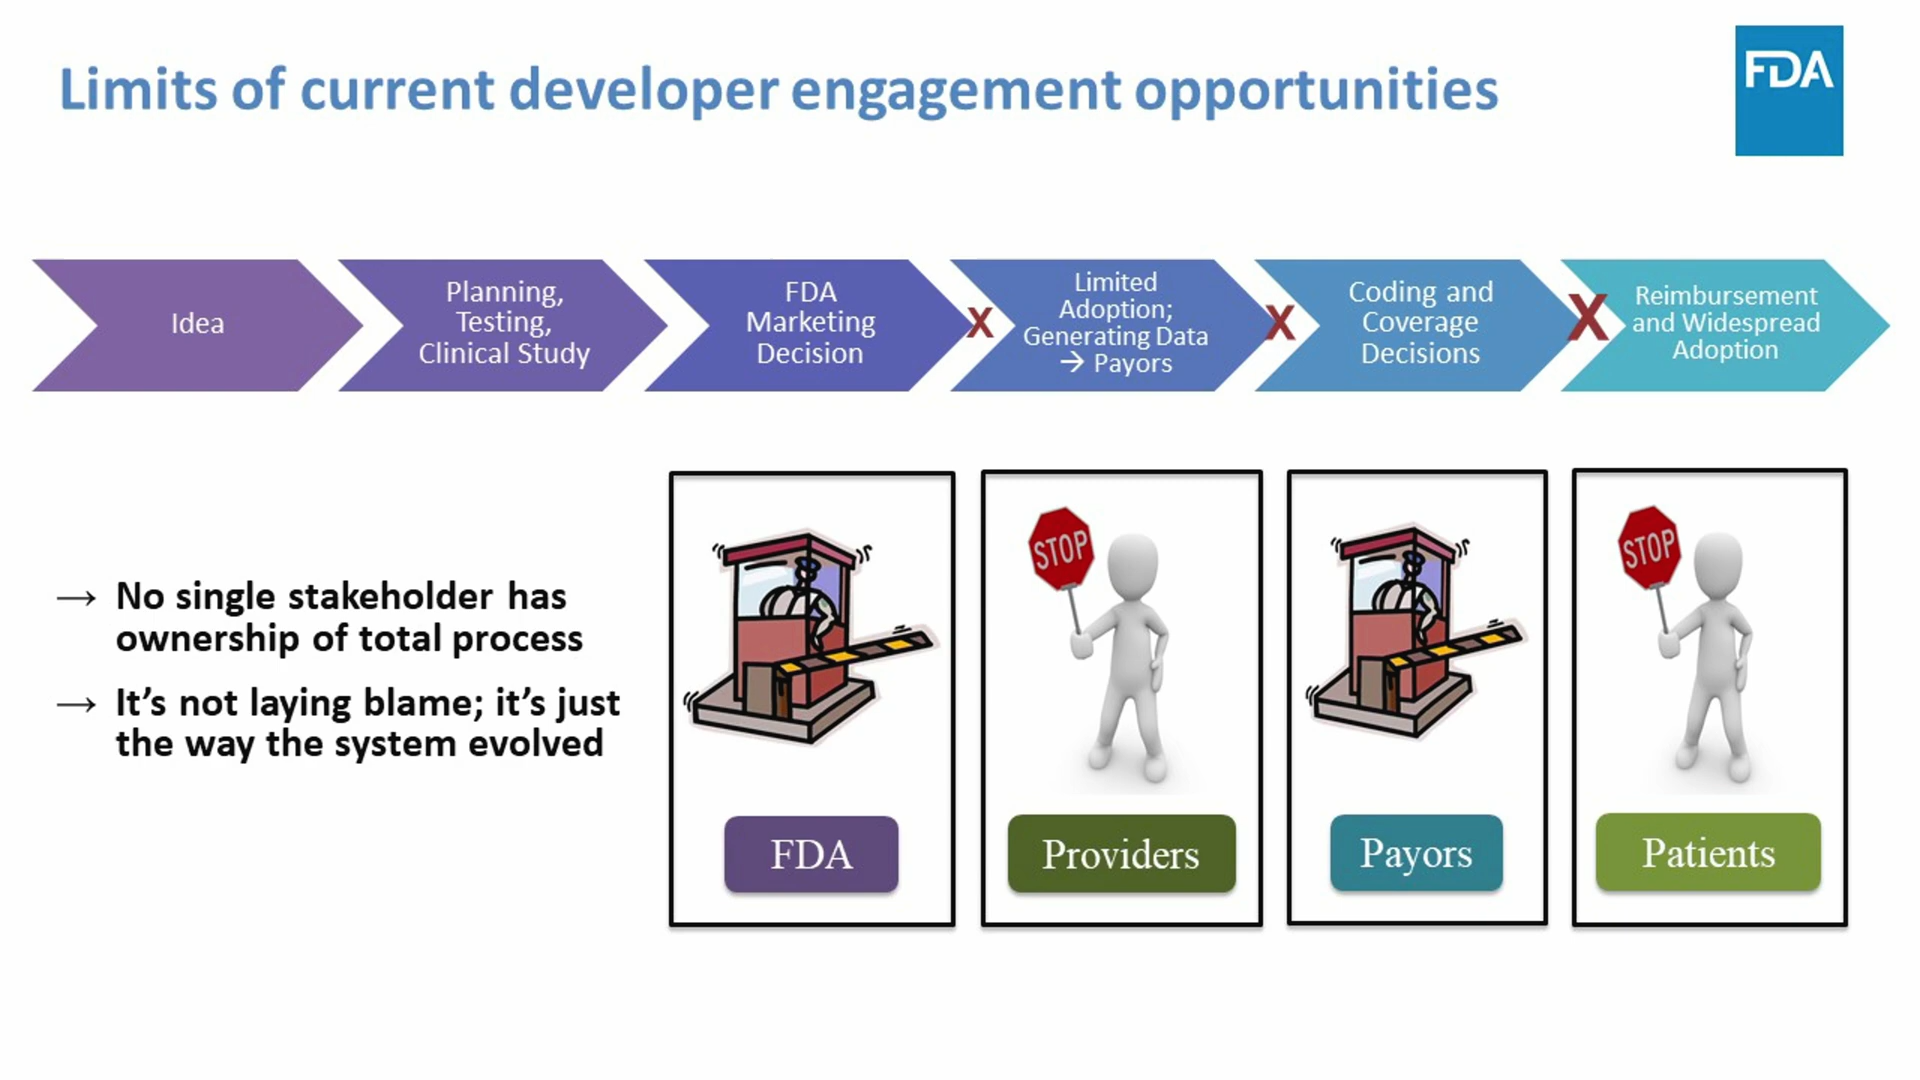 Limits of current developer engagement opportunities
FDA
Idea
Planning,
Testing,
Clinical Study
FDA
Marketing
Decision
X
Limited
Adoption;
Generating Data
→ Payors
X
Coding and
Coverage
Decisions
X
Reimbursement
and Widespread
Adoption
→ No single stakeholder has
ownership of total process
→ It’s not laying blame; it’s just
the way the system evolved
FDA
STOP
Providers
Payors
STOP
Patients